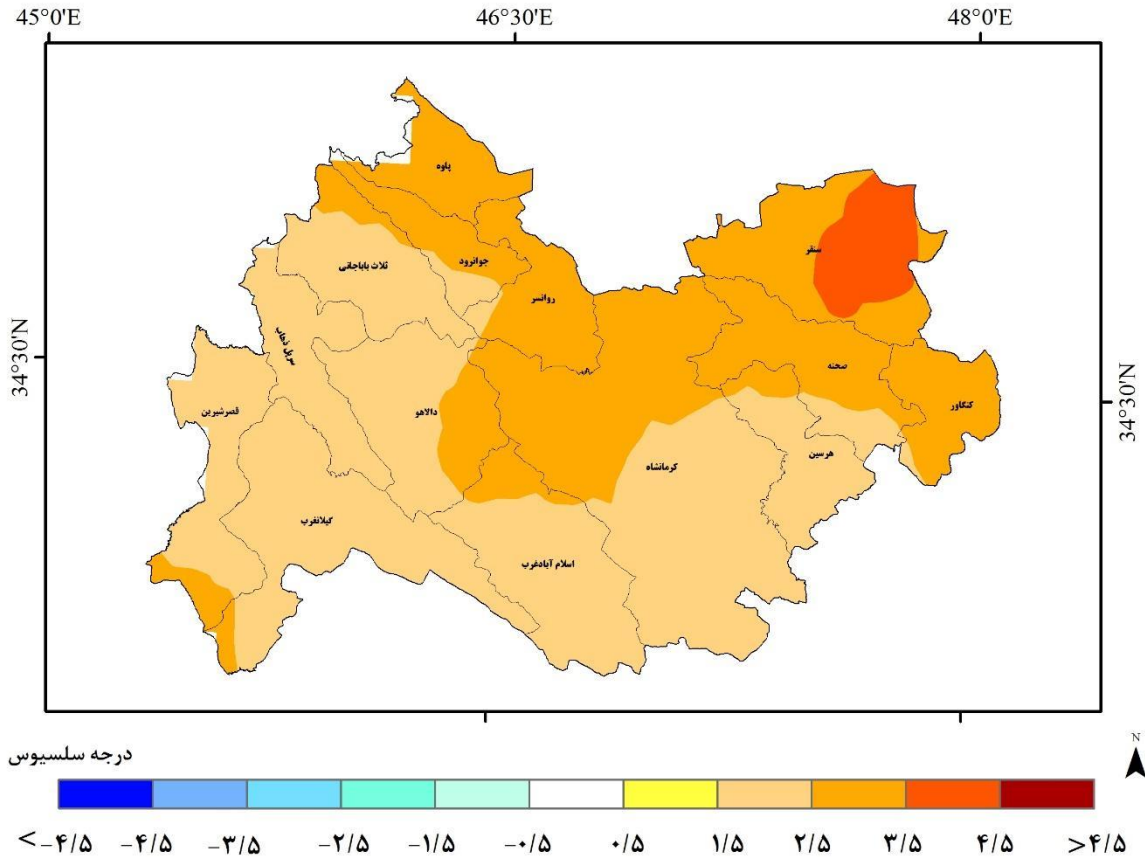 45°0'E 46°30'E 48°0'E
34°30'N
34°30'N
پاوه
سنقر
جوانرود
ثلاث باباجانی
روانسر
سرپل ذهاب
صحنه
کنگاور
قصرشیرین
دالاهو
هرسین
کرمانشاه
گیلانغرب
اسلام آبادغرب
درجه سلسیوس
N
<-۴/۵ -۴/۵ -۳/۵ -۲/۵ -۱/۵ -۰/۵ ۰/۵ ۱/۵ ۲/۵ ۳/۵ ۴/۵ >۴/۵